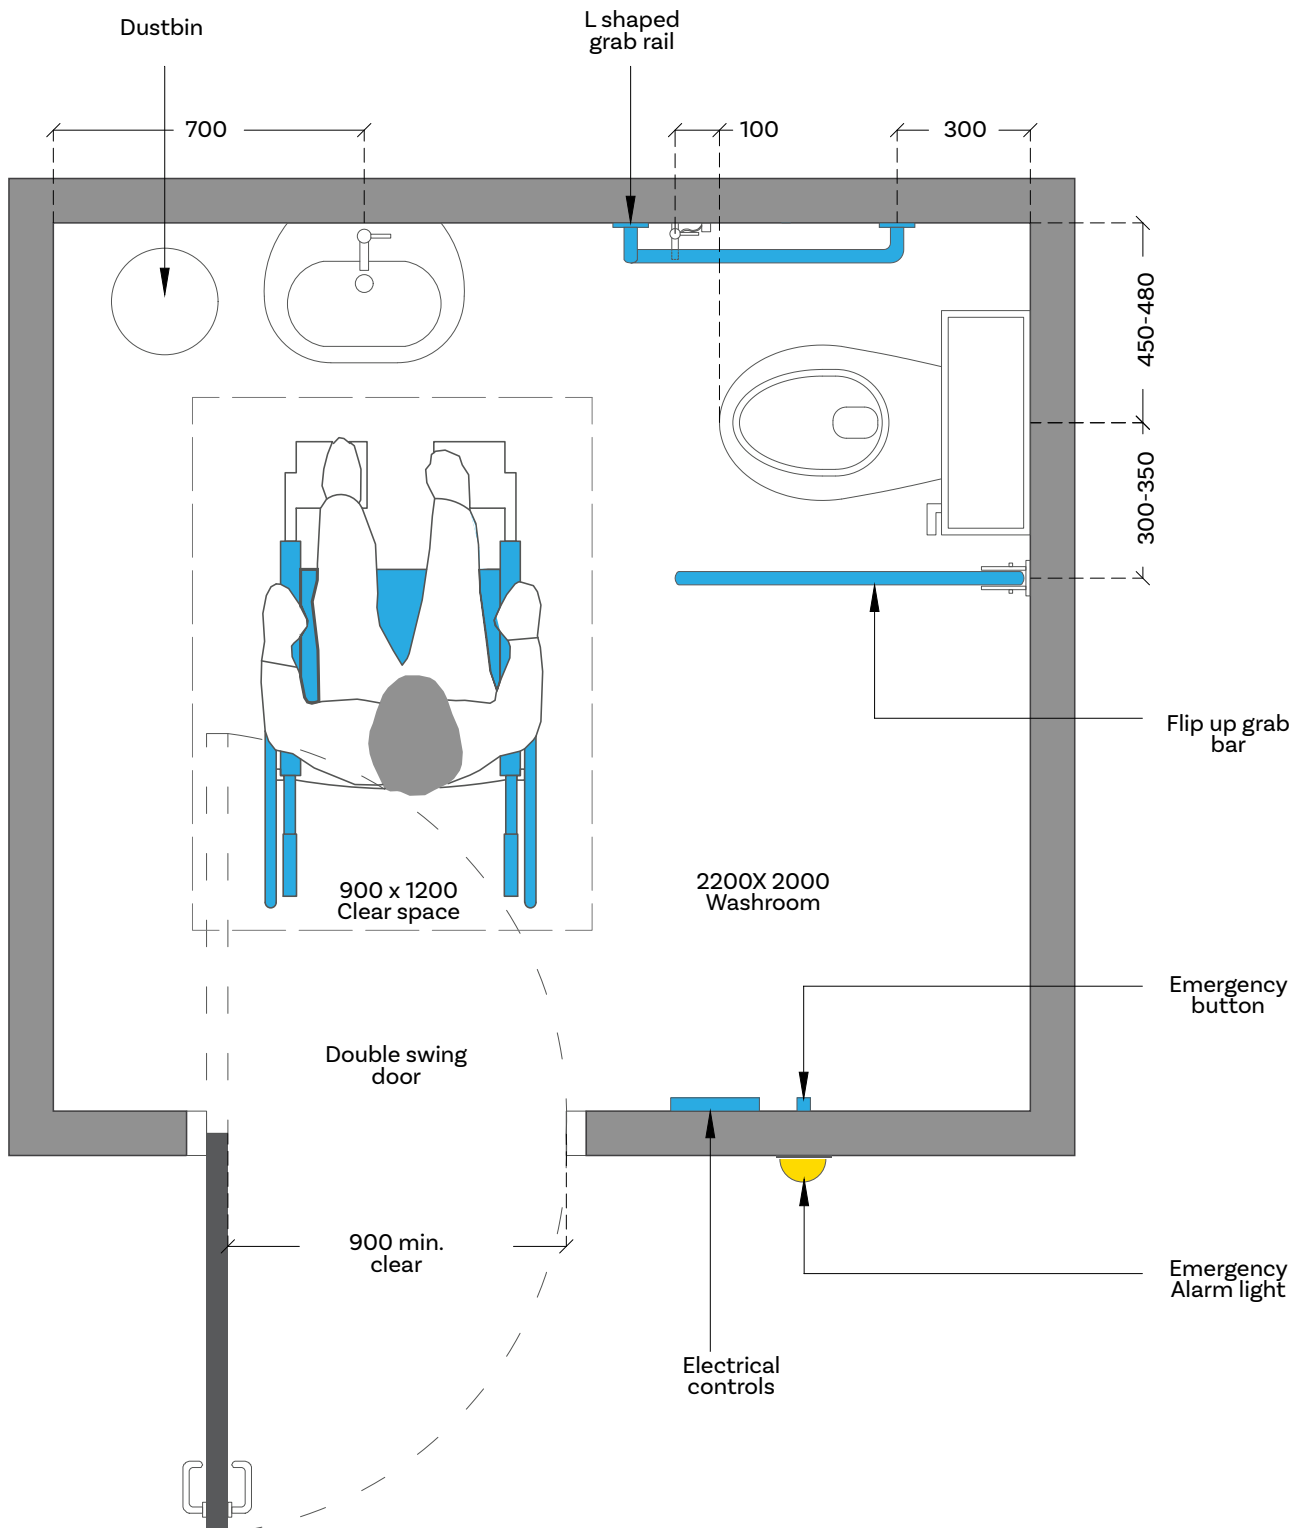 Dustbin
L shaped
grab rail
700
100
300
450-480
300-350
Flip up grab
bar
900 x 1200
Clear space
2200X 2000
Washroom
Emergency
button
Double swing
door
900 min.
clear
Emergency
Alarm light
Electrical
controls